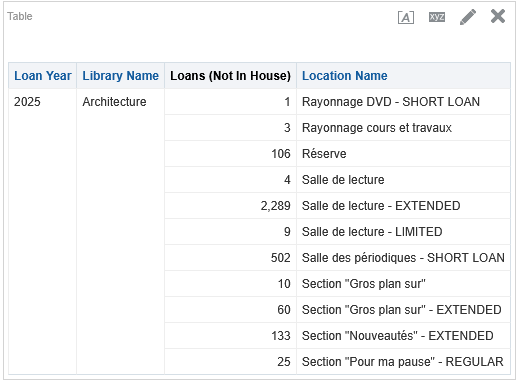 Table
A xyz
Loan Year Library Name Loans (Not In House) Location Name
2025 Architecture 1 Rayonnage DVD - SHORT LOAN
3 Rayonnage cours et travaux
106 Réserve
4 Salle de lecture
2,289 Salle de lecture - EXTENDED
9 Salle de lecture - LIMITED
502 Salle des périodiques - SHORT LOAN
10 Section "Gros plan sur"
60 Section "Gros plan sur" - EXTENDED
133 Section "Nouveautés" - EXTENDED
25 Section "Pour ma pause" - REGULAR